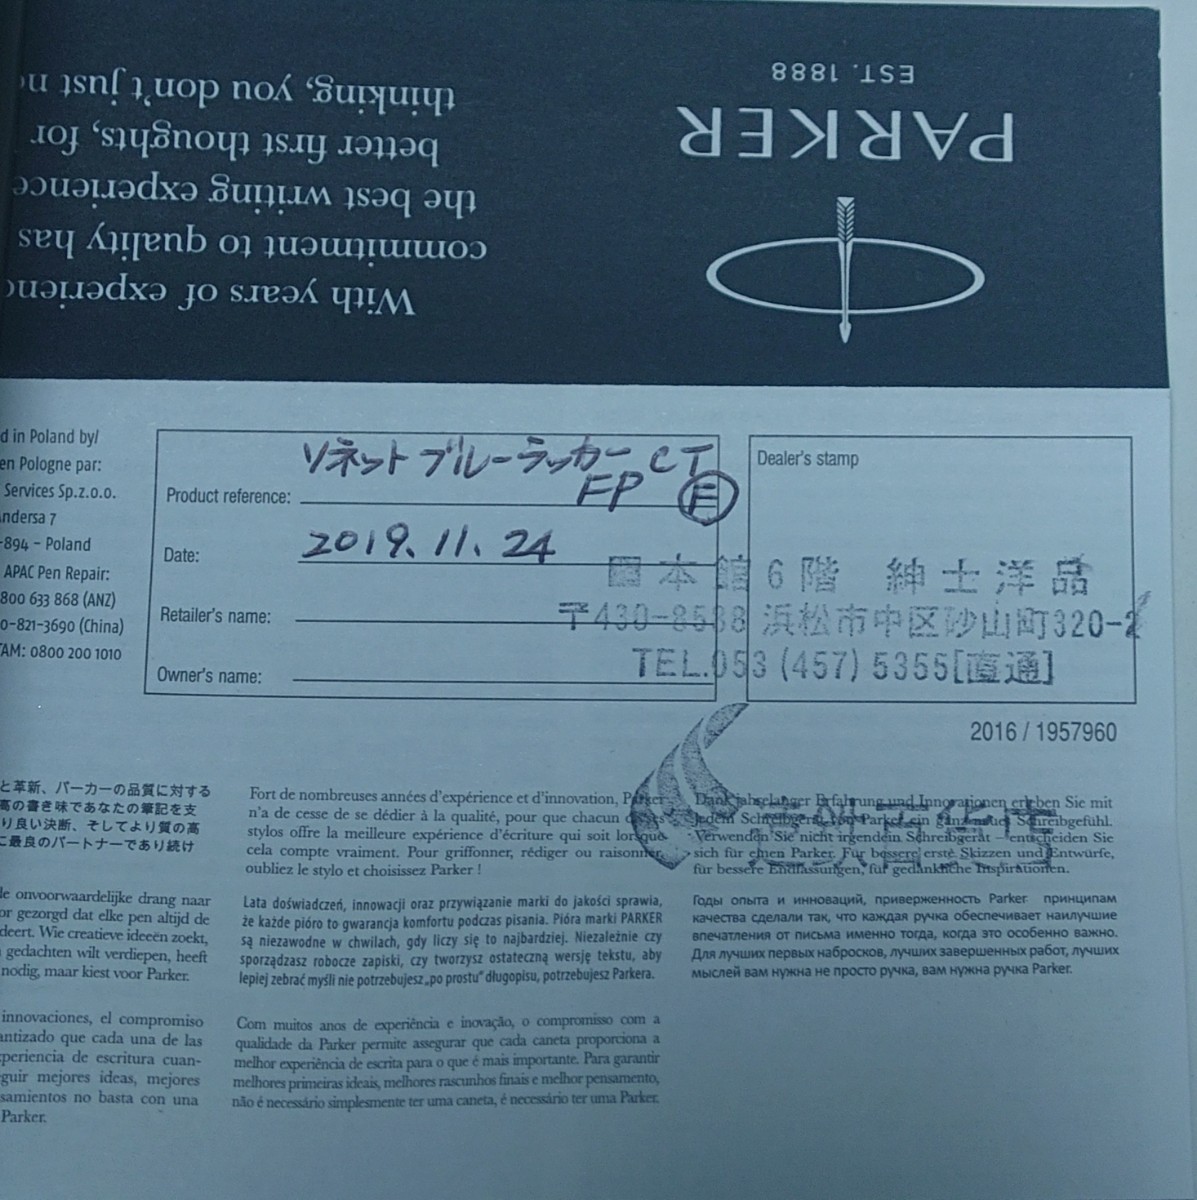 With years of experienc
commitment to quality has
the best writing experience
better first thoughts, for
thinking, you don't just n
PARKER
EST. 1888
d in Poland by/
en Pologne par:
Services Sp.z.o.o.
ndersa 7
-894 – Poland
APAC Pen Repair:
800 633 868 (ANZ)
0-821-3690 (China)
AM: 0800 200 1010
ソネット ブルーラッカー CT
FP F
Product reference:
Date: 2019.11.24
Retailer's name:
Owner's name:
Dealer's stamp
本館6階 紳士洋品
〒430-8588 浜松市中区砂山町320-2
TEL.053 (457) 5355[直通]
2016 / 1957960
と革新、パーカーの品質に対する
高の書き味であなたの筆記を支
り良い決断、そしてより質の高
最良のパートナーであり続け
Fort de nombreuses années d'expérience et d'innovation, Parker
n'a de cesse de se dédier à la qualité, pour que chacun de ses
stylos offre la meilleure expérience d'écriture qui soit lorsque
cela compte vraiment. Pour griffonner, rédiger ou raisonner,
oubliez le stylo et choisissez Parker !
Dank jahrelanger Erfahrung und Innovationen erleben Sie mit
jedem Schreibgerät von Parker ein ganz neues Schreibgefühl.
Verwenden Sie nicht irgendein Schreibgerät – entscheiden Sie
sich für einen Parker. Für bessere erste Skizzen und Entwürfe,
für bessere Endfassungen, für gedankliche Inspirationen.
le onvoorwaardelijke drang naar
or gezorgd dat elke pen altijd de
deert. Wie creatieve ideeën zoekt,
gedachten wilt verdiepen, heeft
nodig, maar kiest voor Parker.
Lata doświadczeń, innowacji oraz przywiązanie marki do jakości sprawia,
że każde pióro to gwarancja komfortu podczas pisania. Pióra marki PARKER
są niezawodne w chwilach, gdy liczy się to najbardziej. Niezależnie czy
sporządzasz robocze zapiski, czy tworzysz ostateczną wersję tekstu, aby
lepiej zebrać myśli nie potrzebujesz „po prostu" długopisu, potrzebujesz Parkera.
Годы опыта и инноваций, приверженность Parker принципам
качества сделали так, что каждая ручка обеспечивает наилучшие
впечатления от письма именно тогда, когда это особенно важно.
Для лучших первых набросков, лучших завершенных работ, лучших
мыслей вам нужна не просто ручка, вам нужна ручка Parker.
innovaciones, el compromiso
antizado que cada una de las
periencia de escritura cuan-
guir mejores ideas, mejores
samientos no basta con una
Parker.
Com muitos anos de experiência e inovação, o compromisso com a
qualidade da Parker permite assegurar que cada caneta proporciona a
melhor experiência de escrita para o que é mais importante. Para garantir
melhores primeiras ideais, melhores rascunhos finais e melhor pensamento,
não é necessário simplesmente ter uma caneta, é necessário ter uma Parker.